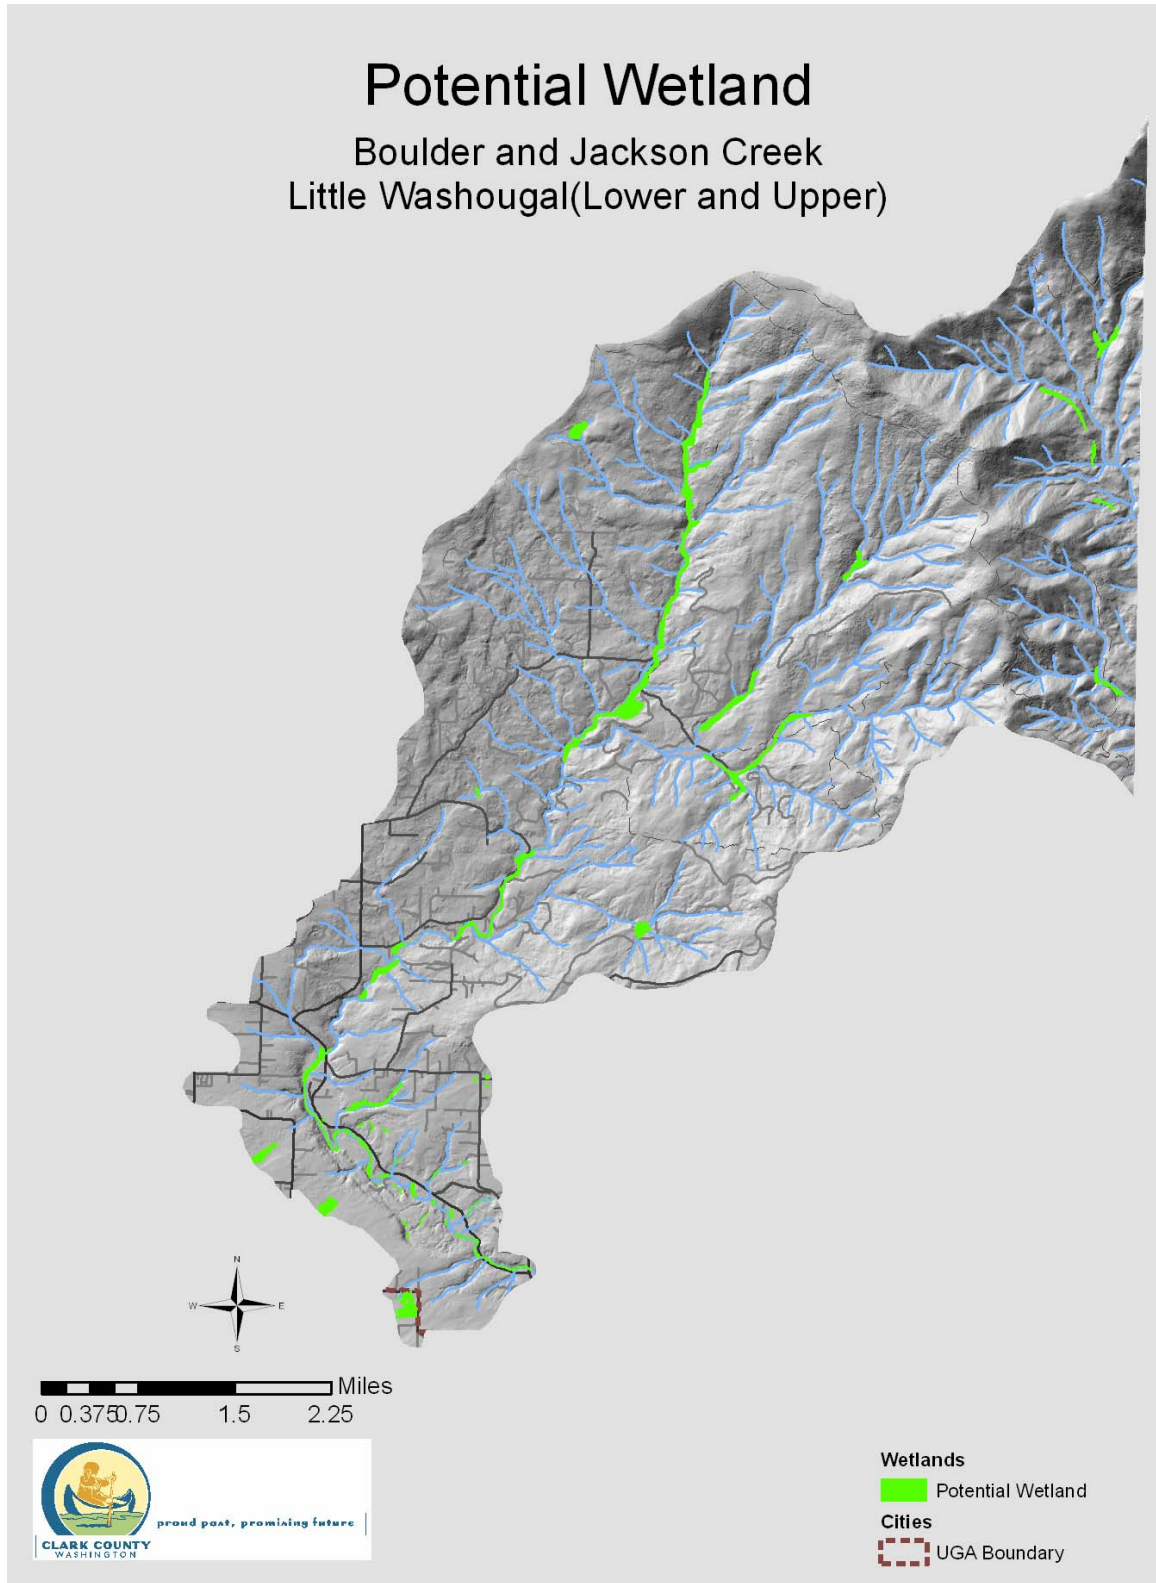 Potential Wetland
Boulder and Jackson Creek
Little Washougal(Lower and Upper)
N
W E
S
Miles
0 0.375 0.75 1.5 2.25
proud past, promising future
CLARK COUNTY
WASHINGTON
Wetlands
Potential Wetland
Cities
UGA Boundary